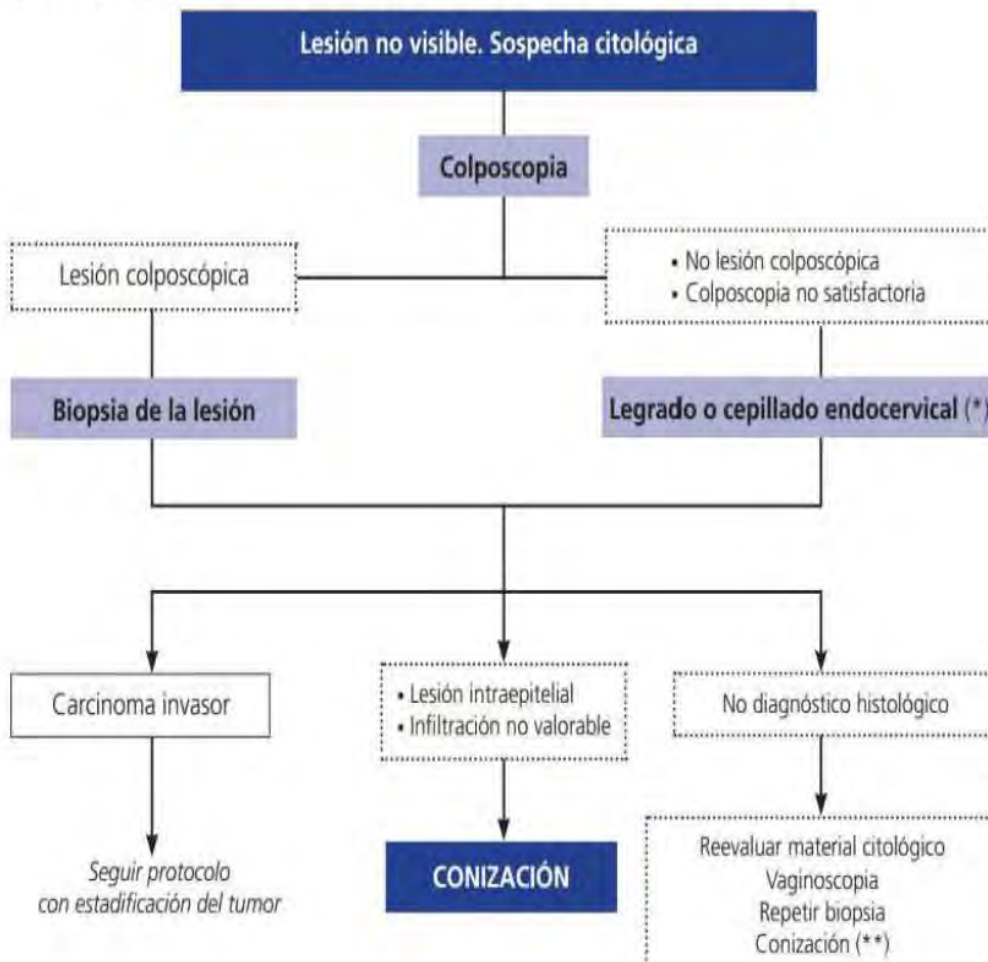 Lesión no visible. Sospecha citológica
Colposcopia
Lesión colposcópica
• No lesión colposcópica
• Colposcopia no satisfactoria
Biopsia de la lesión
Legrado o cepillado endocervical (*)
Carcinoma invasor
• Lesión intraepitelial
• Infiltración no valorable
No diagnóstico histológico
Seguir protocolo
con estadificación del tumor
CONIZACIÓN
Reevaluar material citológico
Vaginoscopia
Repetir biopsia
Conización (**)